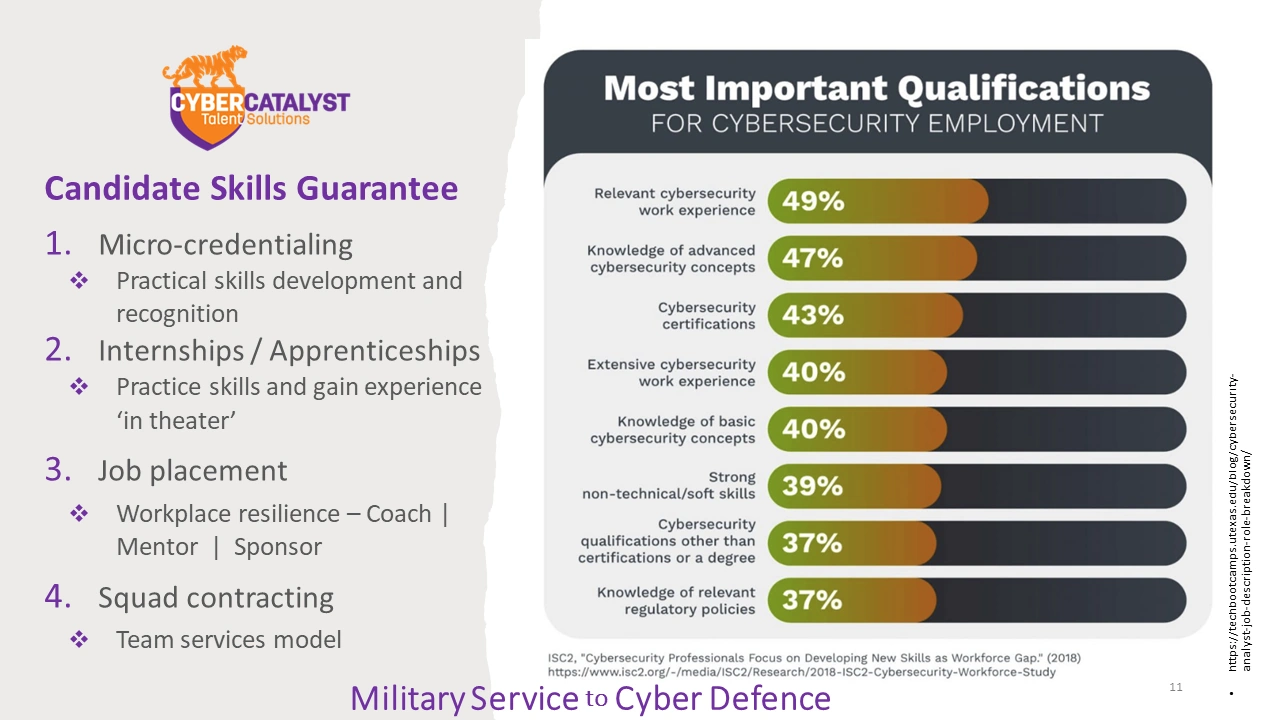 CYBERCATALYST
Talent Solutions
Candidate Skills Guarantee
1. Micro-credentialing
❖ Practical skills development and
recognition
2. Internships / Apprenticeships
❖ Practice skills and gain experience
‘in theater’
3. Job placement
❖ Workplace resilience – Coach |
Mentor | Sponsor
4. Squad contracting
❖ Team services model
Most Important Qualifications
FOR CYBERSECURITY EMPLOYMENT
Relevant cybersecurity
work experience
49%
Knowledge of advanced
cybersecurity concepts
47%
Cybersecurity
certifications
43%
Extensive cybersecurity
work experience
40%
Knowledge of basic
cybersecurity concepts
40%
Strong
non-technical/soft skills
39%
Cybersecurity
qualifications other than
certifications or a degree
37%
Knowledge of relevant
regulatory policies
37%
ISC2, "Cybersecurity Professionals Focus on Developing New Skills as Workforce Gap." (2018)
https://www.isc2.org/-/media/ISC2/Research/2018-ISC2-Cybersecurity-Workforce-Study
• https://techbootcamps.utexas.edu/blog/cybersecurity-
analyst-job-description-role-breakdown/
11
Military Service to Cyber Defence